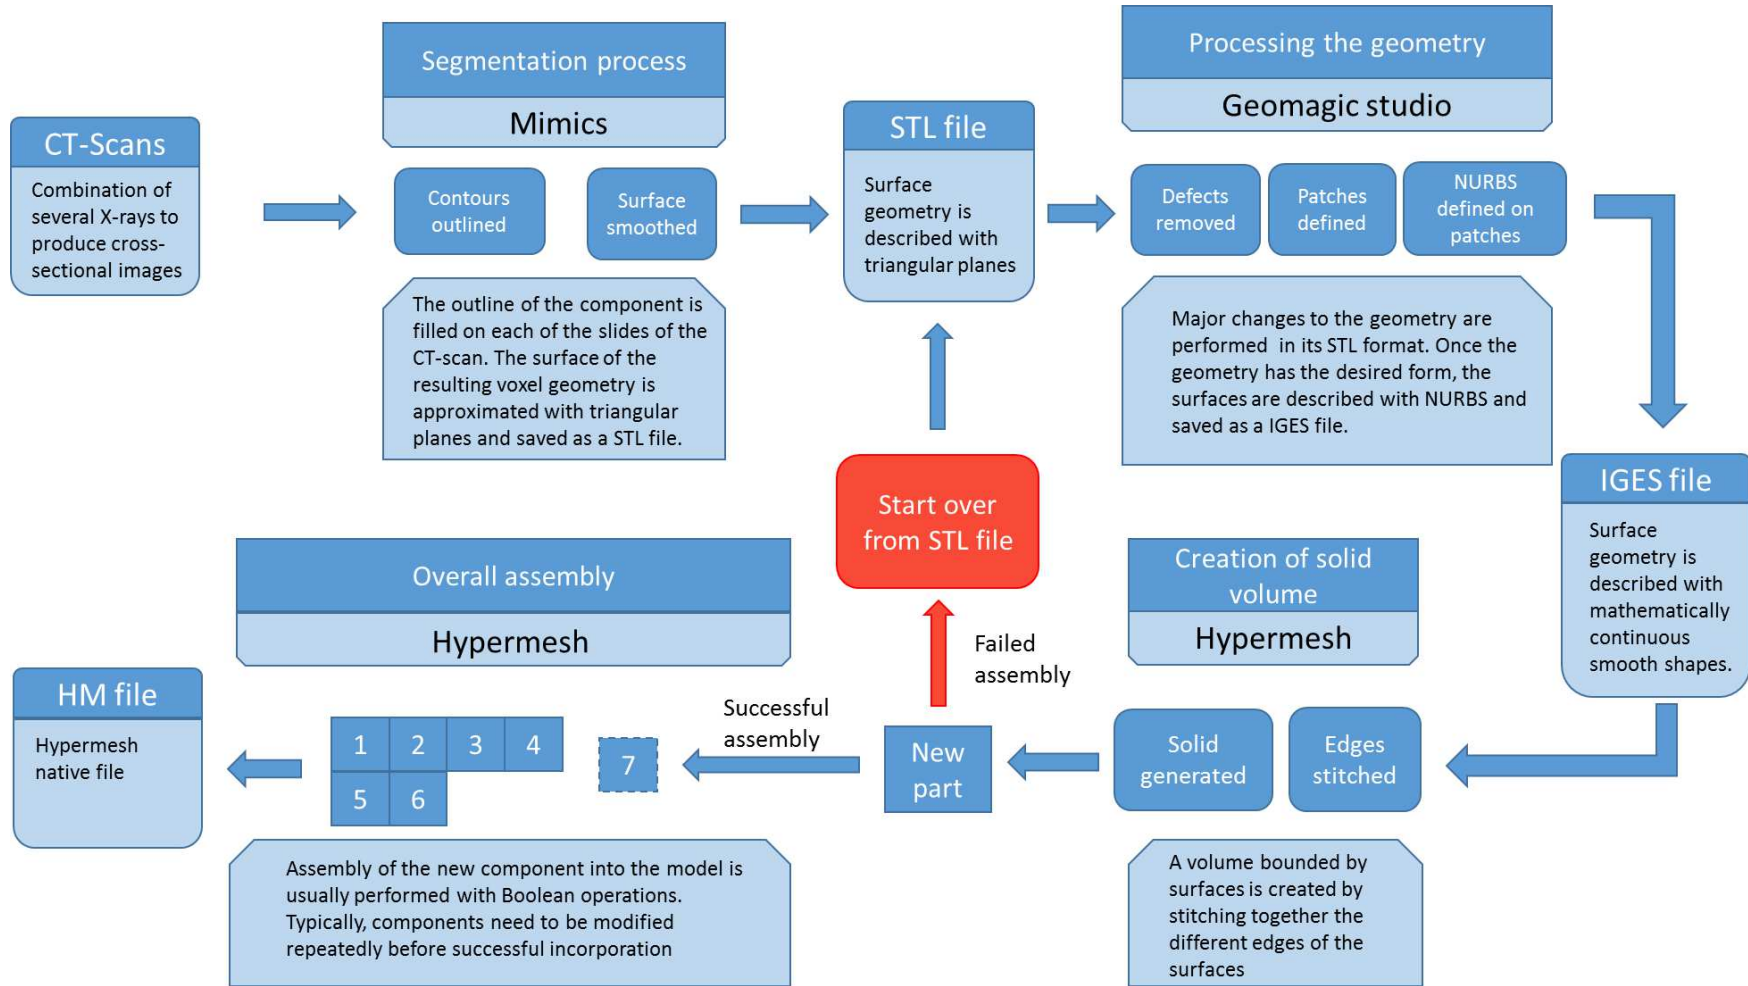 CT-Scans
Combination of
several X-rays to
produce cross-
sectional images
Segmentation process
Mimics
Contours
outlined
Surface
smoothed
The outline of the component is
filled on each of the slides of the
CT-scan. The surface of the
resulting voxel geometry is
approximated with triangular
planes and saved as a STL file.
STL file
Surface
geometry is
described with
triangular planes
Processing the geometry
Geomagic studio
Defects
removed
Patches
defined
NURBS
defined on
patches
Major changes to the geometry are
performed in its STL format. Once the
geometry has the desired form, the
surfaces are described with NURBS and
saved as a IGES file.
IGES file
Surface
geometry is
described with
mathematically
continuous
smooth shapes.
Creation of solid
volume
Hypermesh
Edges
stitched
Solid
generated
A volume bounded by
surfaces is created by
stitching together the
different edges of the
surfaces
New
part
Failed
assembly
Start over
from STL file
Successful
assembly
Overall assembly
Hypermesh
1 2 3 4
5 6
7
Assembly of the new component into the model is
usually performed with Boolean operations.
Typically, components need to be modified
repeatedly before successful incorporation
HM file
Hypermesh
native file